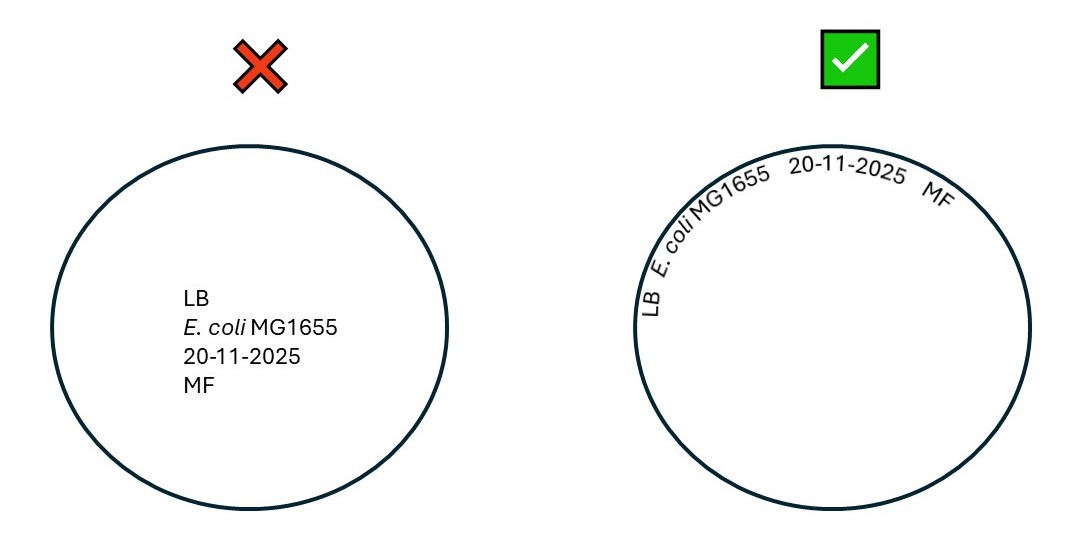 LB
E. coli MG1655
20-11-2025
MF
LB E. coli MG1655 20-11-2025 MF